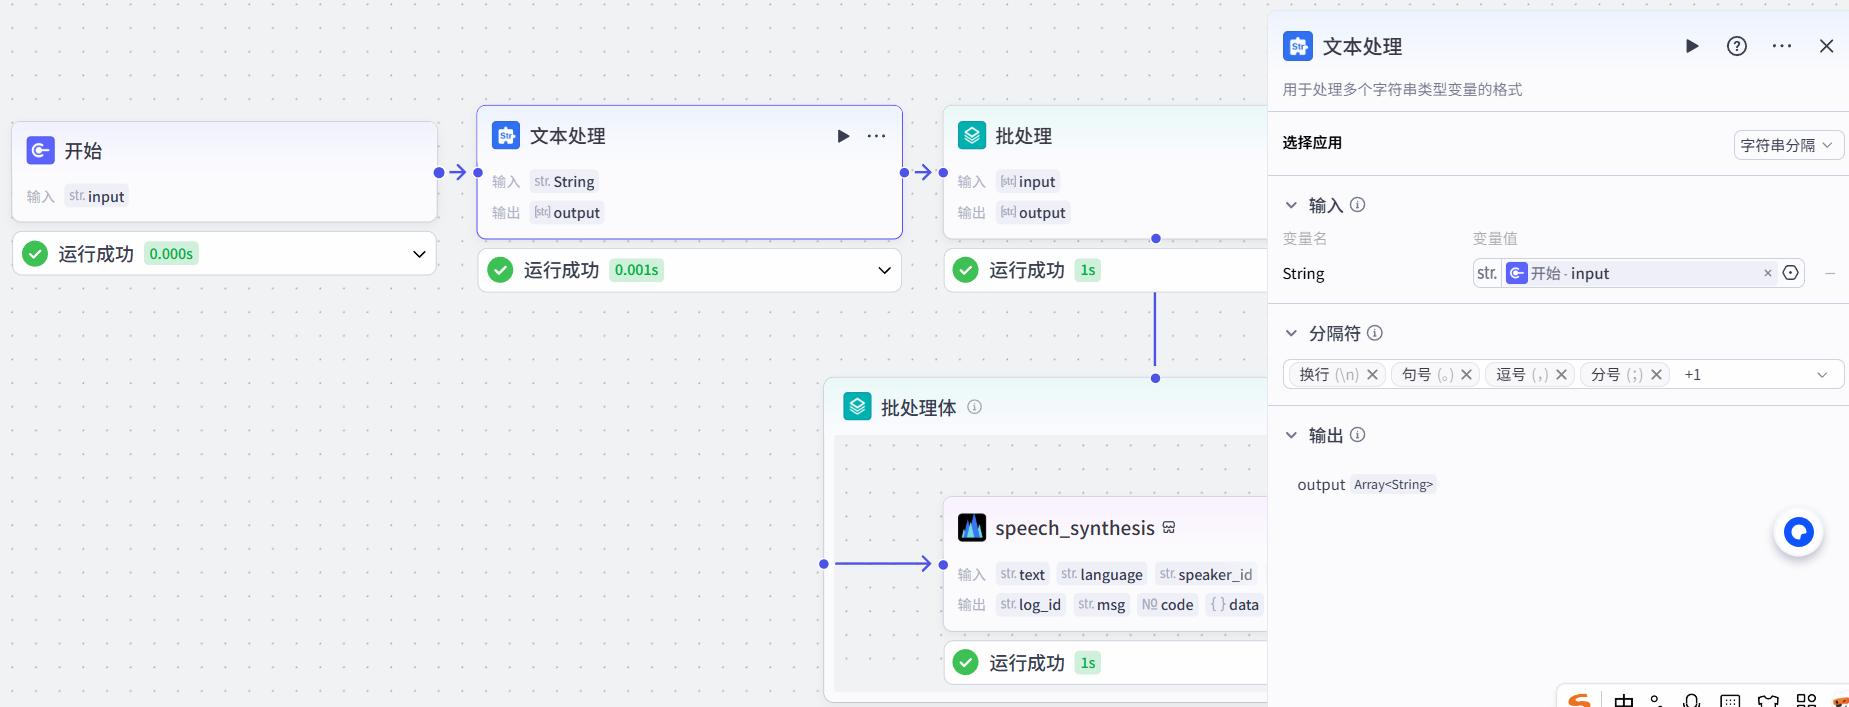 开始
输入 str. input
运行成功 0.000s
Str
文本处理
输入 str. String
输出 [str] output
运行成功 0.001s
批处理
输入 [str] input
输出 [str] output
运行成功 1s
批处理体
speech_synthesis
输入 str. text str. language str. speaker_id
输出 str. log_id str. msg № code { } data
运行成功 1s
Str
文本处理
用于处理多个字符串类型变量的格式
选择应用
字符串分隔
输入
变量名 变量值
String str. 开始 - input
分隔符
换行 (\n) 句号 (。) 逗号 (，) 分号 (；) +1
输出
output Array<String>
中